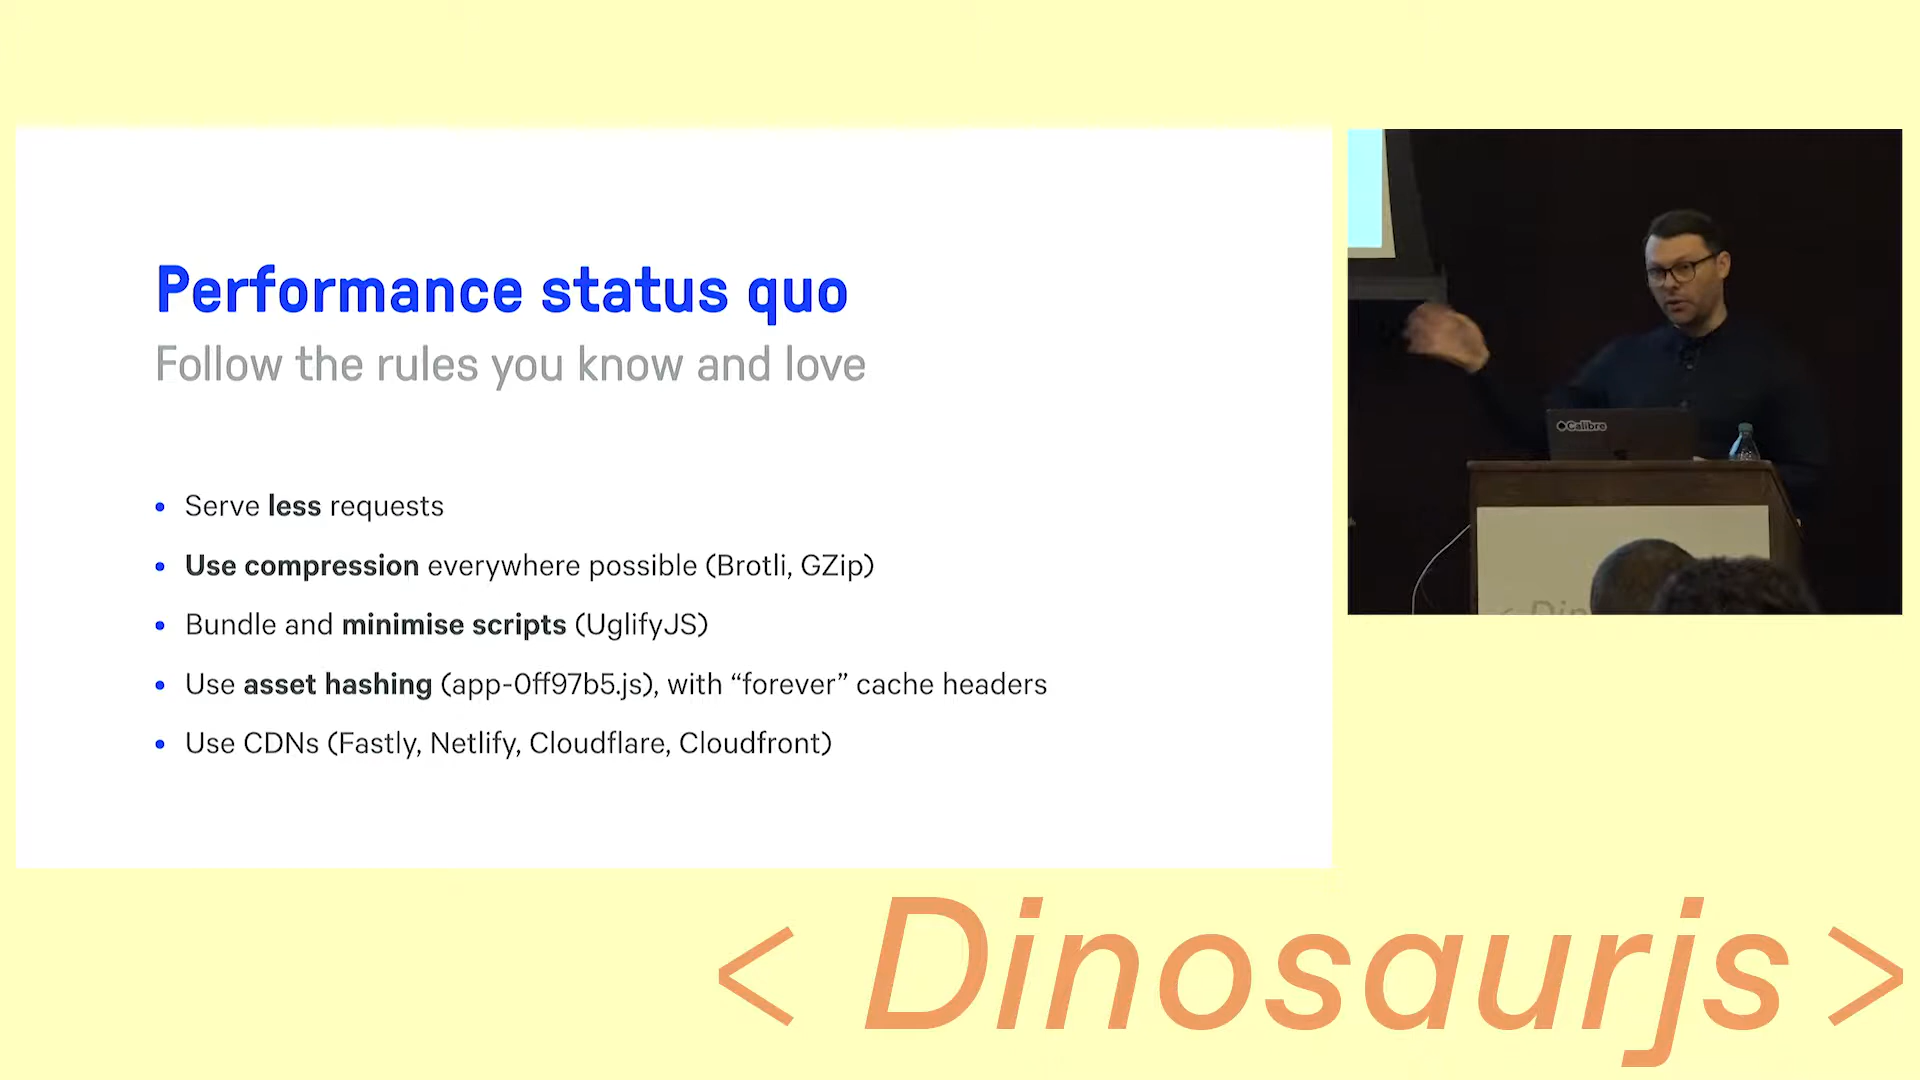 Performance status quo
Follow the rules you know and love
• Serve less requests
• Use compression everywhere possible (Brotli, GZip)
• Bundle and minimise scripts (UglifyJS)
• Use asset hashing (app-0ff97b5.js), with “forever” cache headers
• Use CDNs (Fastly, Netlify, Cloudflare, Cloudfront)
Calibre
< Din
< Dinosaurjs >